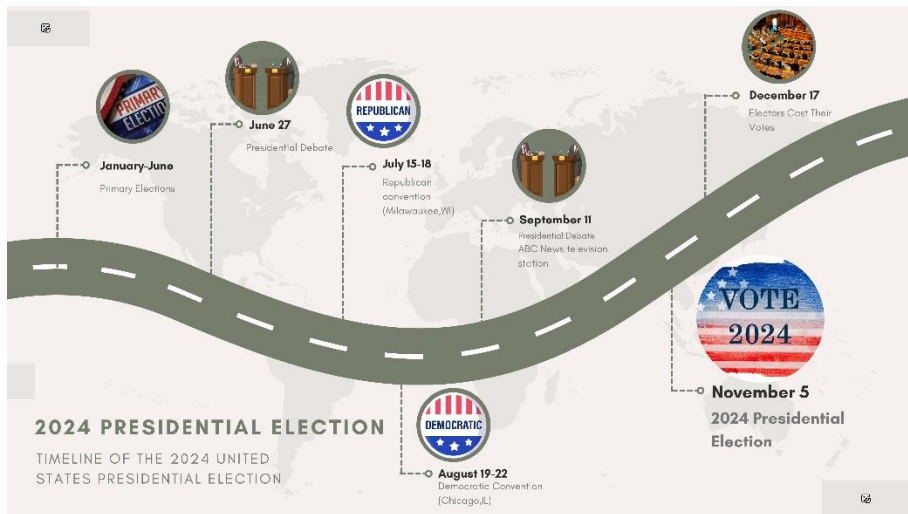 PRIMARY
ELECTION
January-June
Primary Elections
June 27
Presidential Debate
REPUBLICAN
July 15-18
Republican
convention
(Milawaukee,WI)
September 11
Presidential Debate
ABC News television
station
December 17
Electors Cast Their
Votes
VOTE
2024
November 5
2024 Presidential
Election
DEMOCRATIC
August 19-22
Democratic Convention
(Chicago,IL)
2024 PRESIDENTIAL ELECTION
TIMELINE OF THE 2024 UNITED
STATES PRESIDENTIAL ELECTION